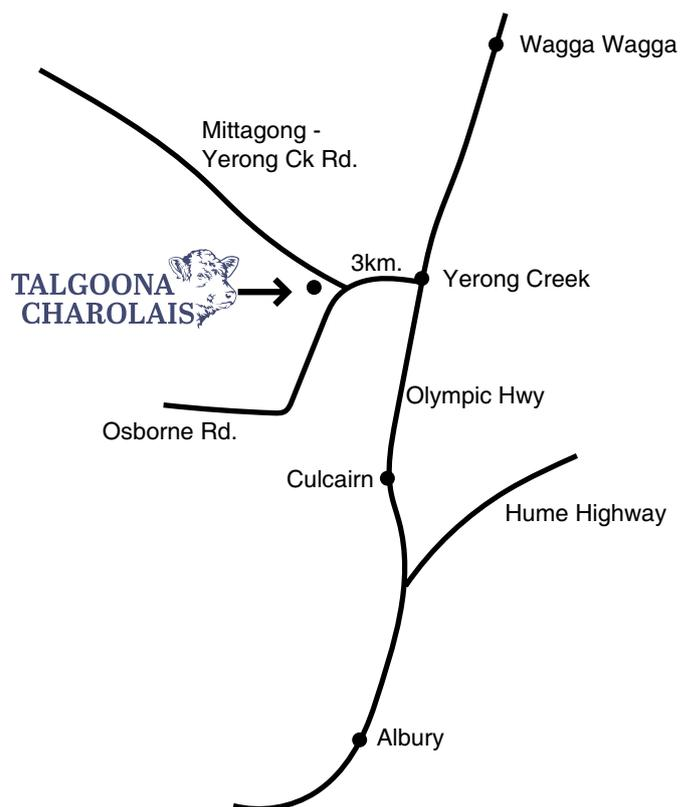 Wagga Wagga
Mittagong -
Yerong Ck Rd.
3km.
Yerong Creek
TALGOONA
CHAROLAIS
Olympic Hwy
Osborne Rd.
Culcairn
Hume Highway
Albury